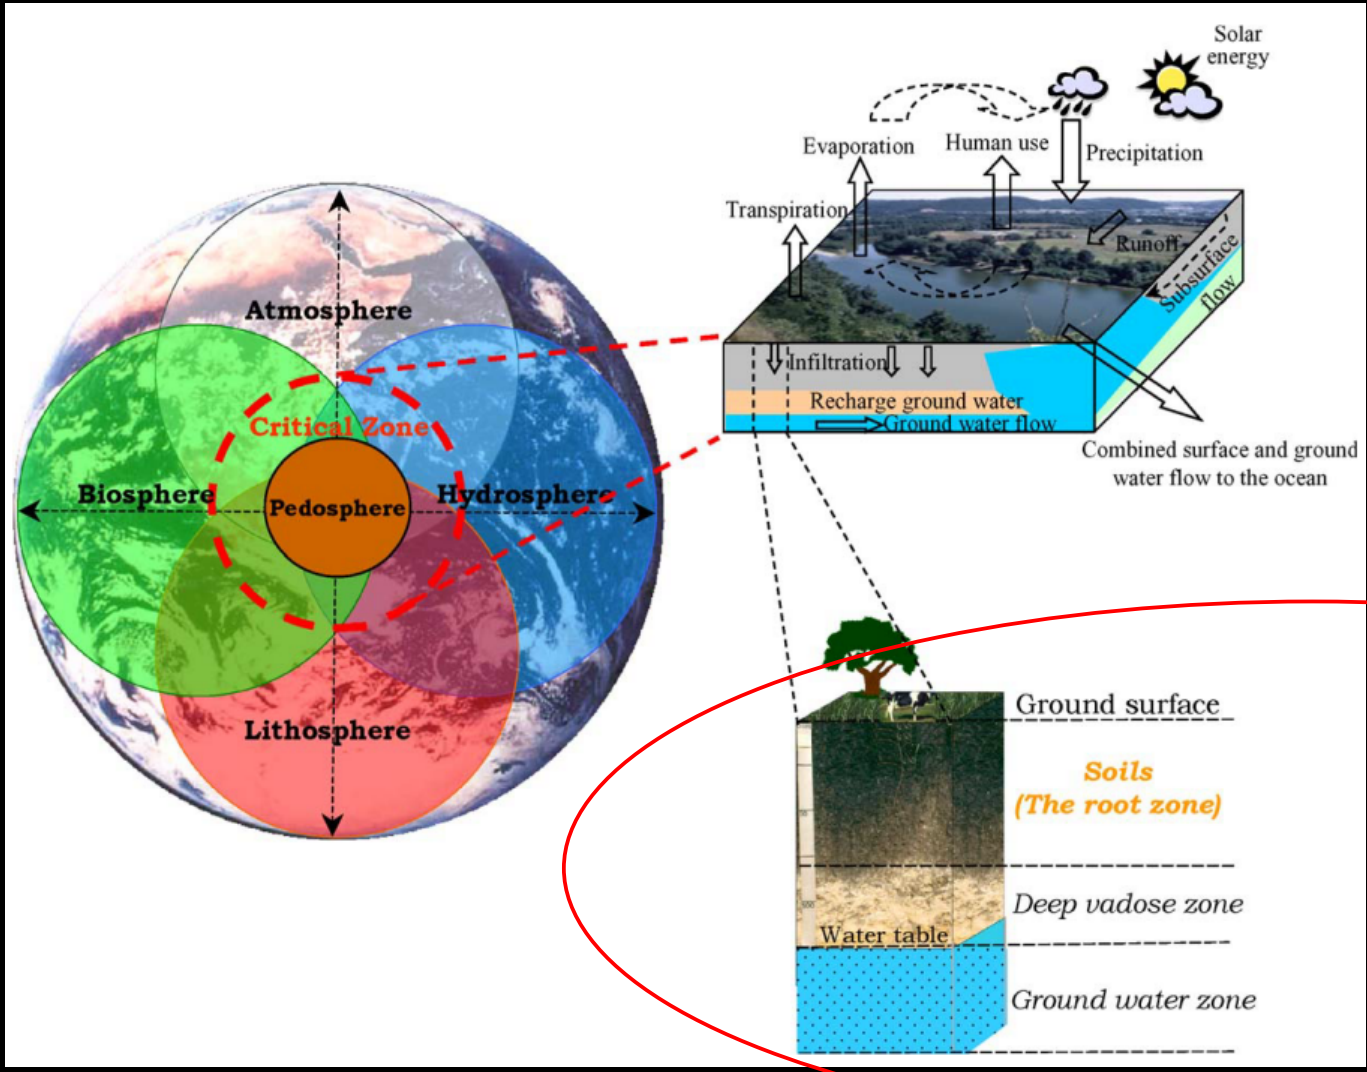 Solar
energy
Evaporation
Human use
Precipitation
Transpiration
Runoff
Subsurface
flow
Infiltration
Recharge ground water
Ground water flow
Combined surface and ground
water flow to the ocean
Atmosphere
Critical Zone
Biosphere
Pedosphere
Hydrosphere
Lithosphere
Ground surface
Soils
(The root zone)
Deep vadose zone
Water table
Ground water zone